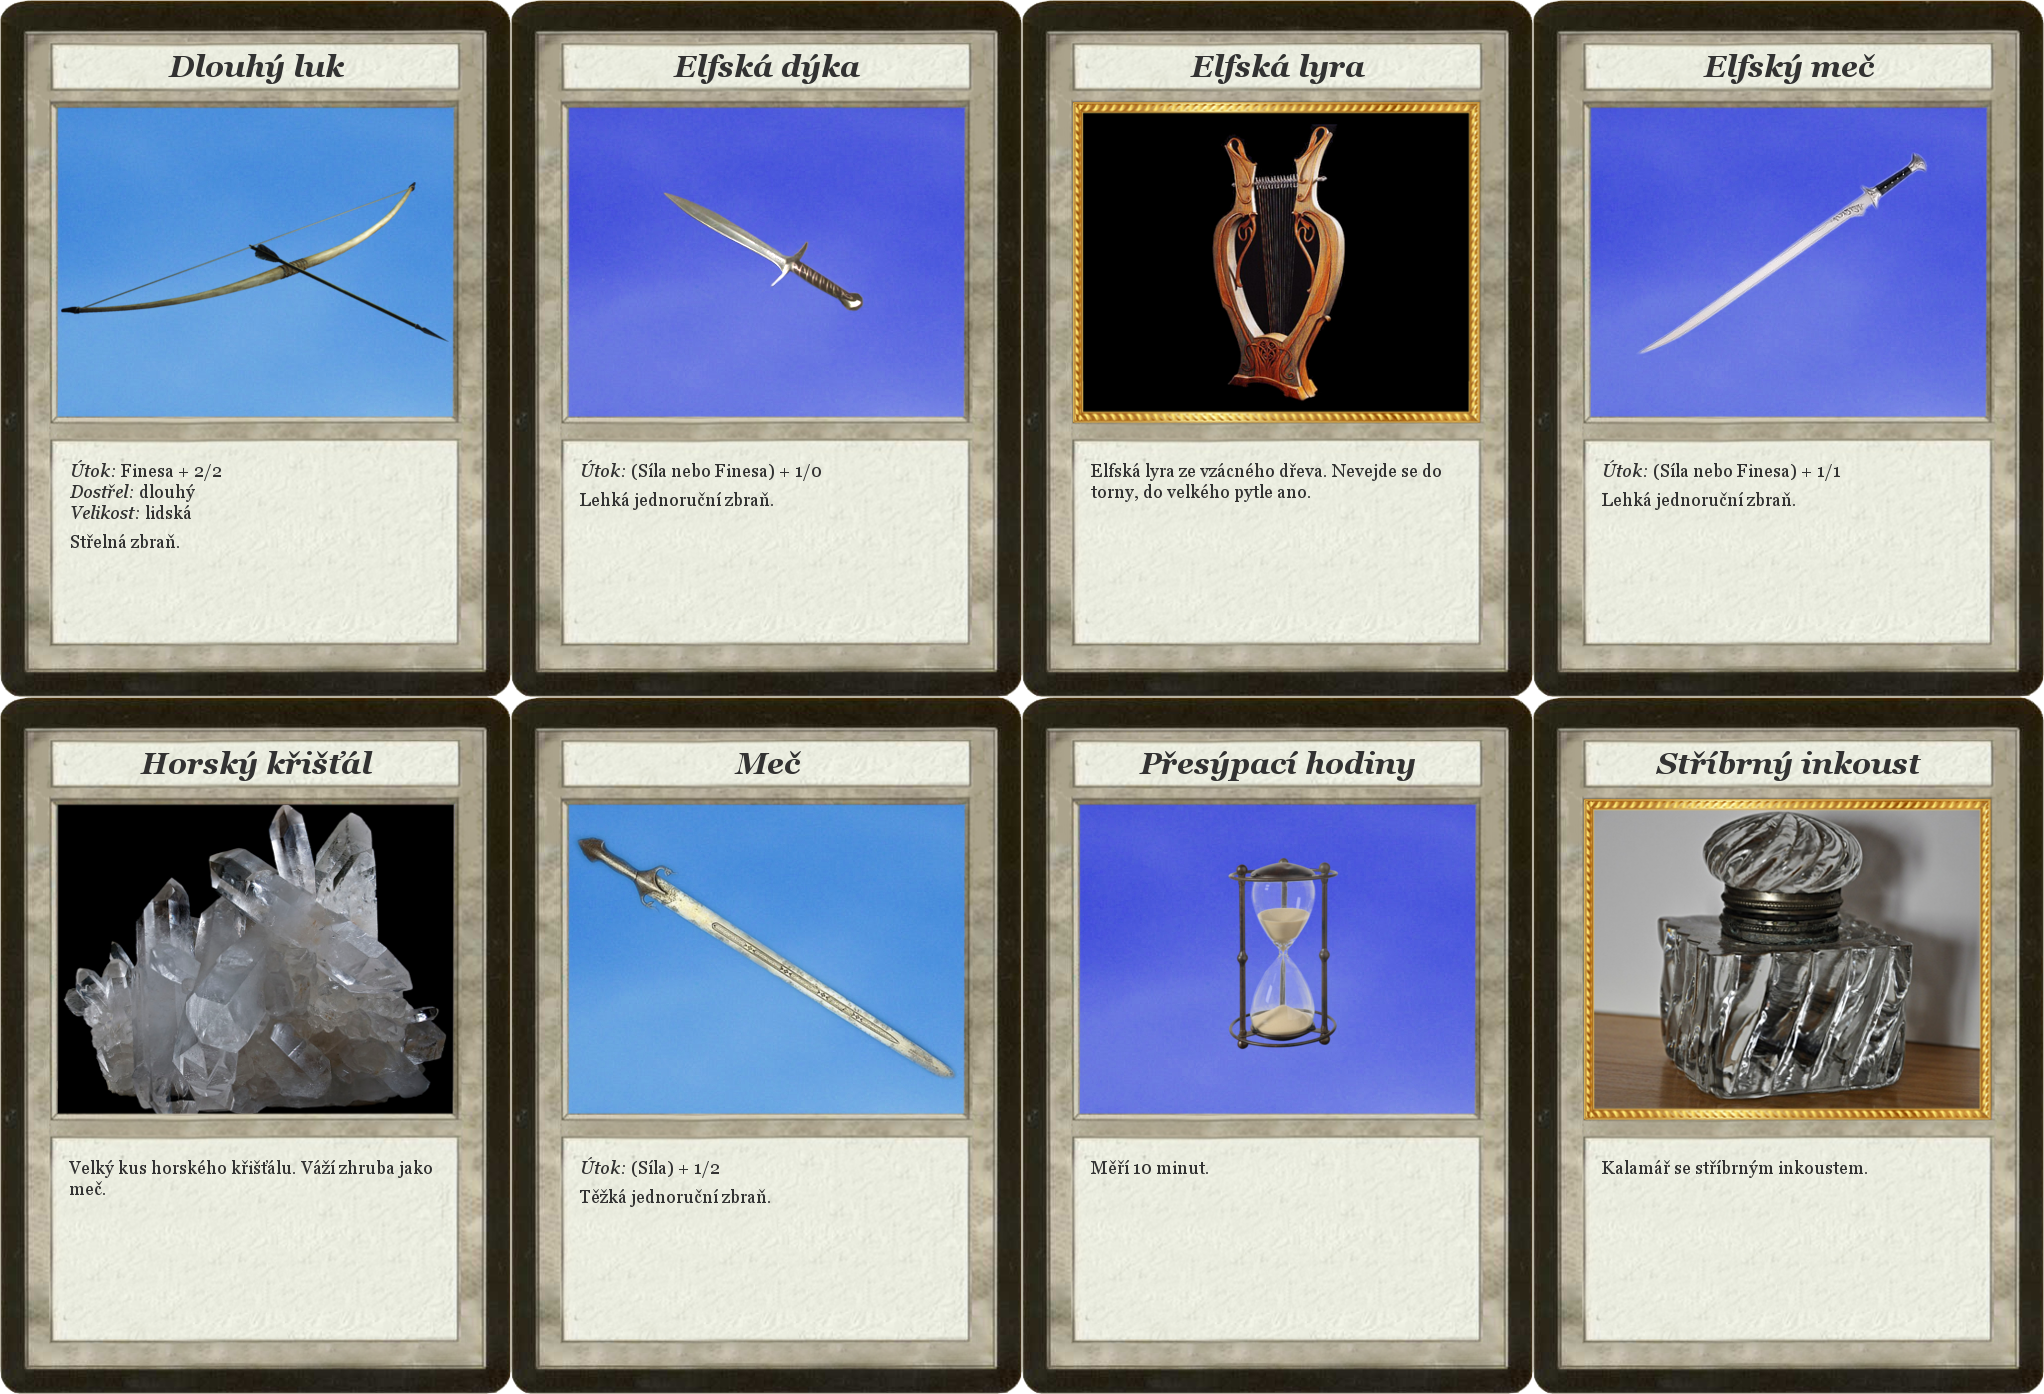 Dlouhý luk
Útok: Finesa + 2/2
Dostřel: dlouhý
Velikost: lidská
Střelná zbraň.
Elfská dýka
Útok: (Síla nebo Finesa) + 1/0
Lehká jednoruční zbraň.
Elfská lyra
Elfská lyra ze vzácného dřeva. Nevejde se do
torny, do velkého pytle ano.
Elfský meč
Útok: (Síla nebo Finesa) + 1/1
Lehká jednoruční zbraň.
Horský křišťál
Velký kus horského křišťálu. Váží zhruba jako
meč.
Meč
Útok: (Síla) + 1/2
Těžká jednoruční zbraň.
Přesýpací hodiny
Měří 10 minut.
Stříbrný inkoust
Kalamář se stříbrným inkoustem.